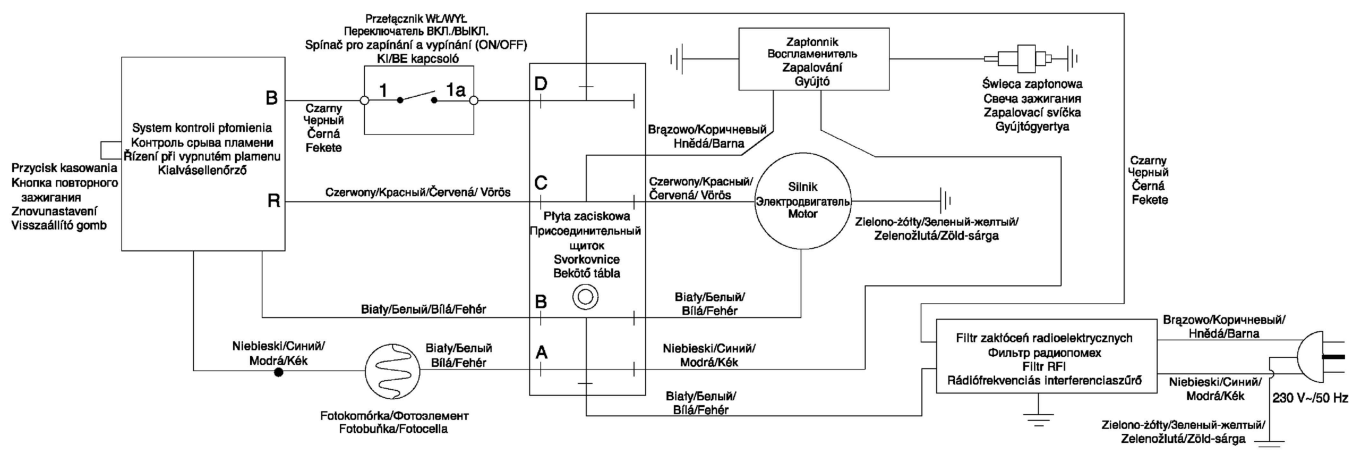 Przełącznik WŁ/WYŁ
Переключатель ВКЛ./ВЫКЛ.
Spínač pro zapínání a vypínání (ON/OFF)
KI/BE kapcsoló
1
1a
B
Czarny
Черный
Černá
Fekete
D
Zapłonnik
Воспламенитель
Zapalování
Gyújtó
Świeca zapłonowa
Свеча зажигания
Zapalovací svíčka
Gyújtógyertya
System kontroli płomienia
Контроль срыва пламени
Řízení při vypnutém plamenu
Kialvásellenőrző
Przycisk kasowania
Кнопка повторного
зажигания
Znovunastavení
Visszaállító gomb
Brązowo/Коричневый
Hnědá/Barna
Czarny
Черный
Černá
Fekete
R
Czerwony/Красный/Červená/ Vörös
C
Czerwony/Красный/
Červená/ Vörös
Silnik
Электродвигатель
Motor
Zielono-żółty/Зеленый-желтый/
Zelenožlutá/Zöld-sárga
Płyta zaciskowa
Присоединительный
щиток
Svorkovnice
Bekötő tábla
Biały/Белый/Bílá/Fehér
B
Biały/Белый/
Bílá/Fehér
Niebieski/Синий/
Modrá/Kék
Biały/Белый
Bílá/Fehér
A
Niebieski/Синий/
Modrá/Kék
Biały/Белый/
Bílá/Fehér
Fotokomórka/Фотоэлемент
Fotobuňka/Fotocella
Filtr zakłóceń radioelektrycznych
Фильтр радиопомех
Filtr RFI
Rádiófrekvenciás interferenciaszűrő
Brązowo/Коричневый/
Hnědá/Barna
Niebieski/Синий/
Modrá/Kék
230 V~/50 Hz
Zielono-żółty/Зеленый-желтый/
Zelenožlutá/Zöld-sárga